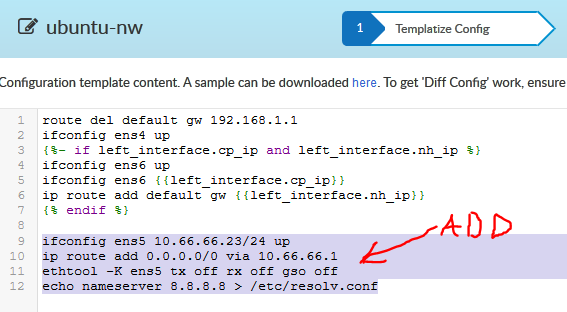 ubuntu-nw
1 Templatize Config
Configuration template content. A sample can be downloaded here. To get 'Diff Config' work, ensure
1 route del default gw 192.168.1.1
2 ifconfig ens4 up
3 {%- if left_interface.cp_ip and left_interface.nh_ip %}
4 ifconfig ens6 up
5 ifconfig ens6 {{left_interface.cp_ip}}
6 ip route add default gw {{left_interface.nh_ip}}
7 {% endif %}
8
ADD
9 ifconfig ens5 10.66.66.23/24 up
10 ip route add 0.0.0.0/0 via 10.66.66.1
11 ethtool -K ens5 tx off rx off gso off
12 echo nameserver 8.8.8.8 > /etc/resolv.conf